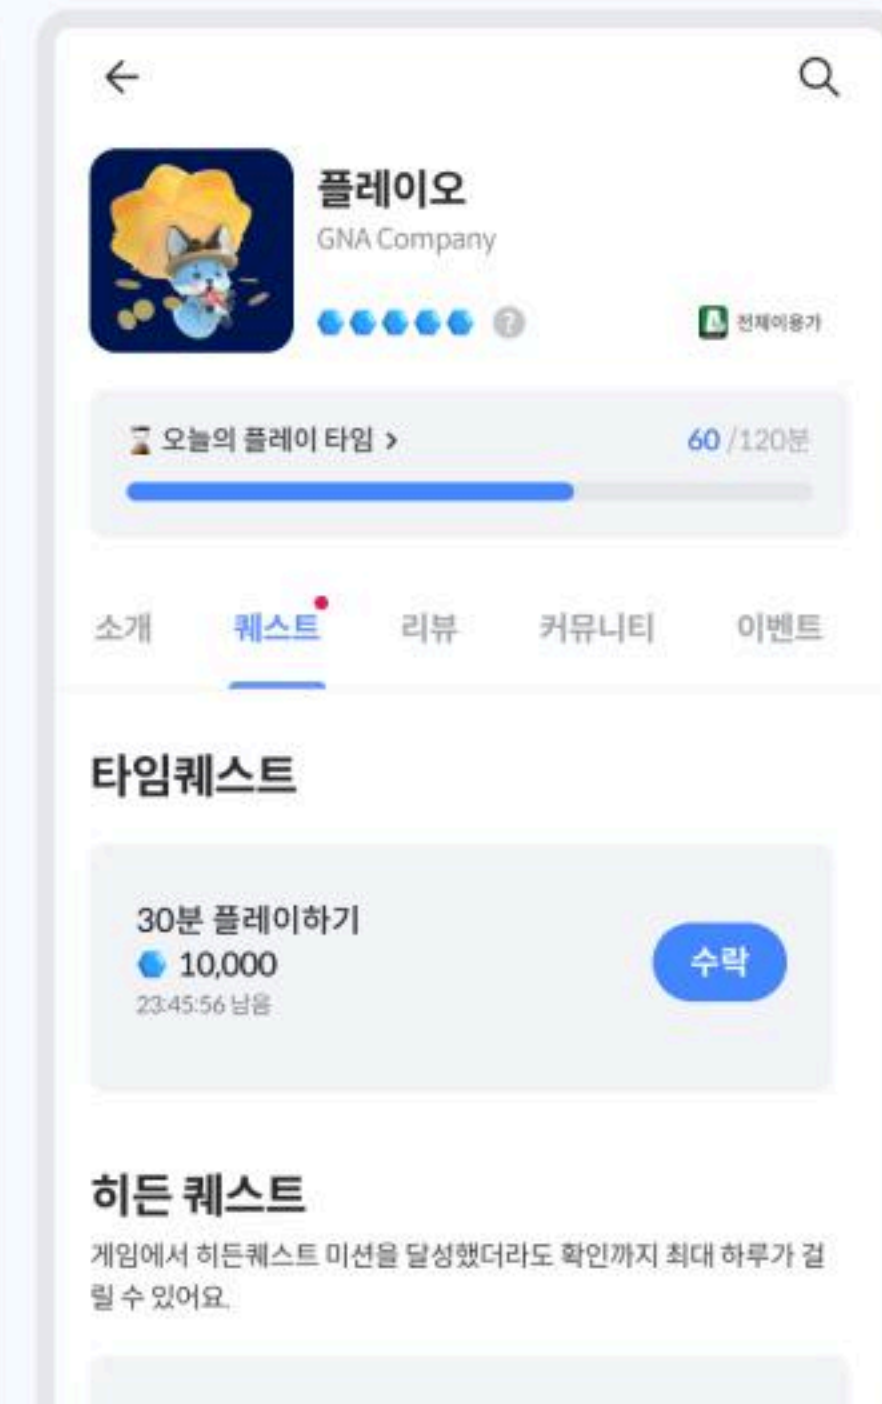 플레이오
GNA Company
전체이용가
오늘의 플레이 타임 >
60 /120분
소개 퀘스트 리뷰 커뮤니티 이벤트
타임퀘스트
30분 플레이하기
10,000
수락
23:45:56 남음
히든 퀘스트
게임에서 히든퀘스트 미션을 달성했더라도 확인까지 최대 하루가 걸
릴 수 있어요.